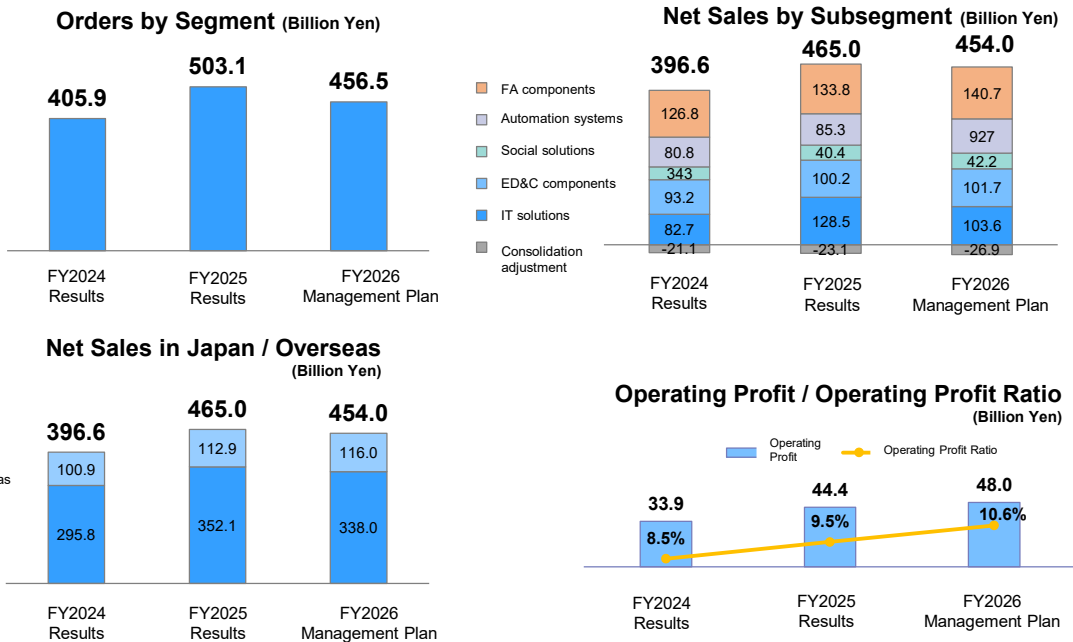 Orders by Segment (Billion Yen)
405.9
503.1
456.5
FY2024
Results
FY2025
Results
FY2026
Management Plan
Net Sales by Subsegment (Billion Yen)
FA components
Automation systems
Social solutions
ED&C components
IT solutions
Consolidation
adjustment
396.6
465.0
454.0
126.8
133.8
140.7
80.8
85.3
927
343
40.4
42.2
93.2
100.2
101.7
82.7
128.5
103.6
-21.1
-23.1
-26.9
FY2024
Results
FY2025
Results
FY2026
Management Plan
Net Sales in Japan / Overseas
(Billion Yen)
396.6
465.0
454.0
as
100.9
112.9
116.0
295.8
352.1
338.0
FY2024
Results
FY2025
Results
FY2026
Management Plan
Operating Profit / Operating Profit Ratio
(Billion Yen)
Operating
Profit
Operating Profit Ratio
33.9
44.4
48.0
8.5%
9.5%
10.6%
FY2024
Results
FY2025
Results
FY2026
Management Plan